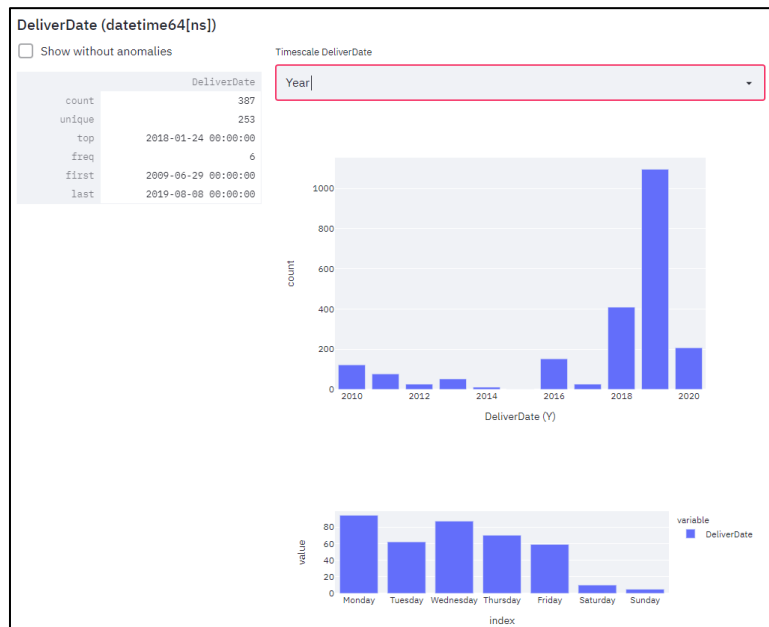 DeliverDate (datetime64[ns])
Show without anomalies
DeliverDate
count 387
unique 253
top 2018-01-24 00:00:00
freq 6
first 2009-06-29 00:00:00
last 2019-08-08 00:00:00
Timescale DeliverDate
Year
1000
800
600
400
200
0
count
2010 2012 2014 2016 2018 2020
DeliverDate (Y)
80
60
40
20
0
value
Monday Tuesday Wednesday Thursday Friday Saturday Sunday
index
variable
DeliverDate